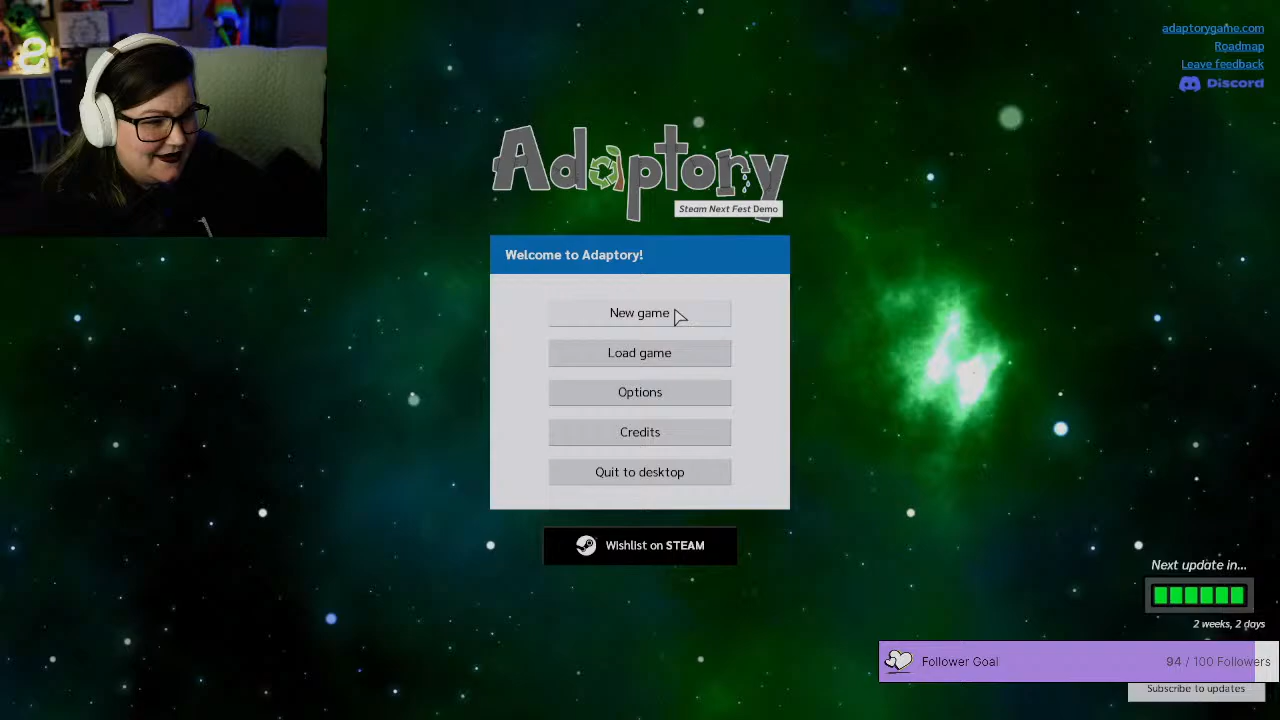 adaptorygame.com
Roadmap
Leave feedback
Discord
Adaptory
Steam Next Fest Demo
Welcome to Adaptory!
New game
Load game
Options
Credits
Quit to desktop
Wishlist on STEAM
Next update in...
2 weeks, 2 days
Follower Goal 94 / 100 Followers
Subscribe to updates